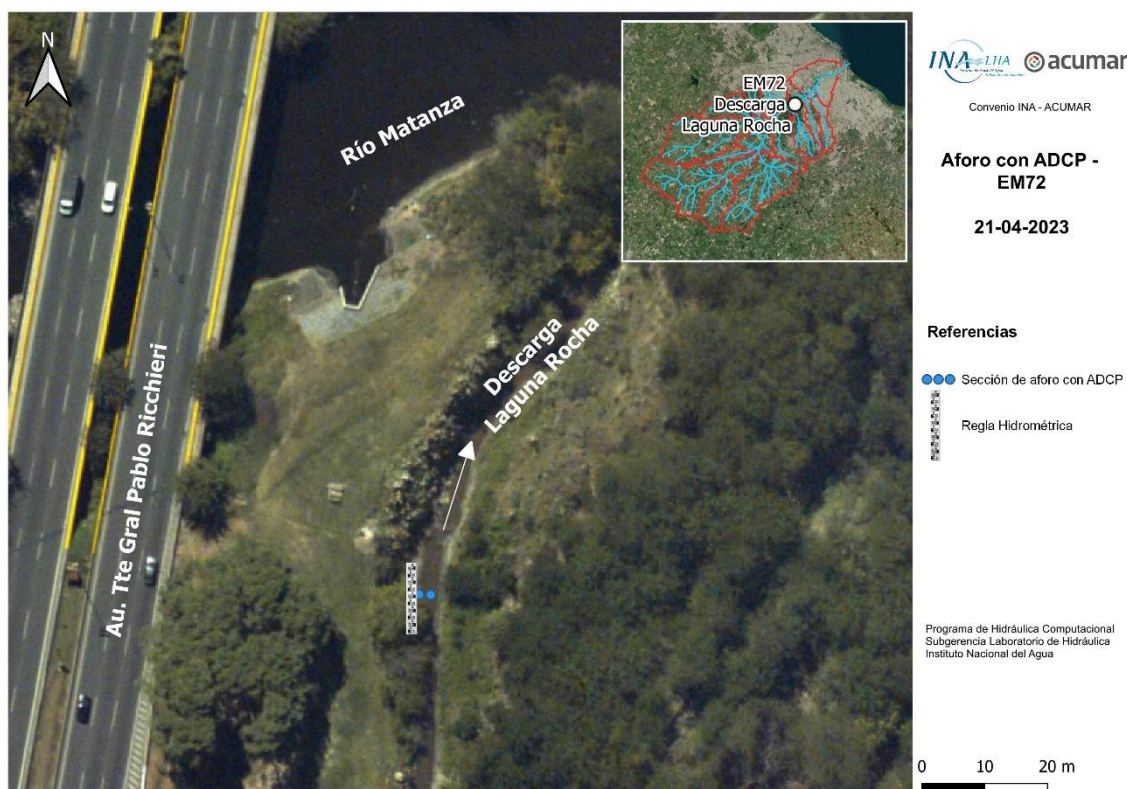 N
Río Matanza
Descarga
Laguna Rocha
Au. Tte Gral Pablo Ricchieri
EM72
Descarga
Laguna Rocha
INA LHA
acumar
Convenio INA - ACUMAR
Aforo con ADCP -
EM72
21-04-2023
Referencias
Sección de aforo con ADCP
Regla Hidrométrica
Programa de Hidráulica Computacional
Subgerencia Laboratorio de Hidráulica
Instituto Nacional del Agua
0 10 20 m